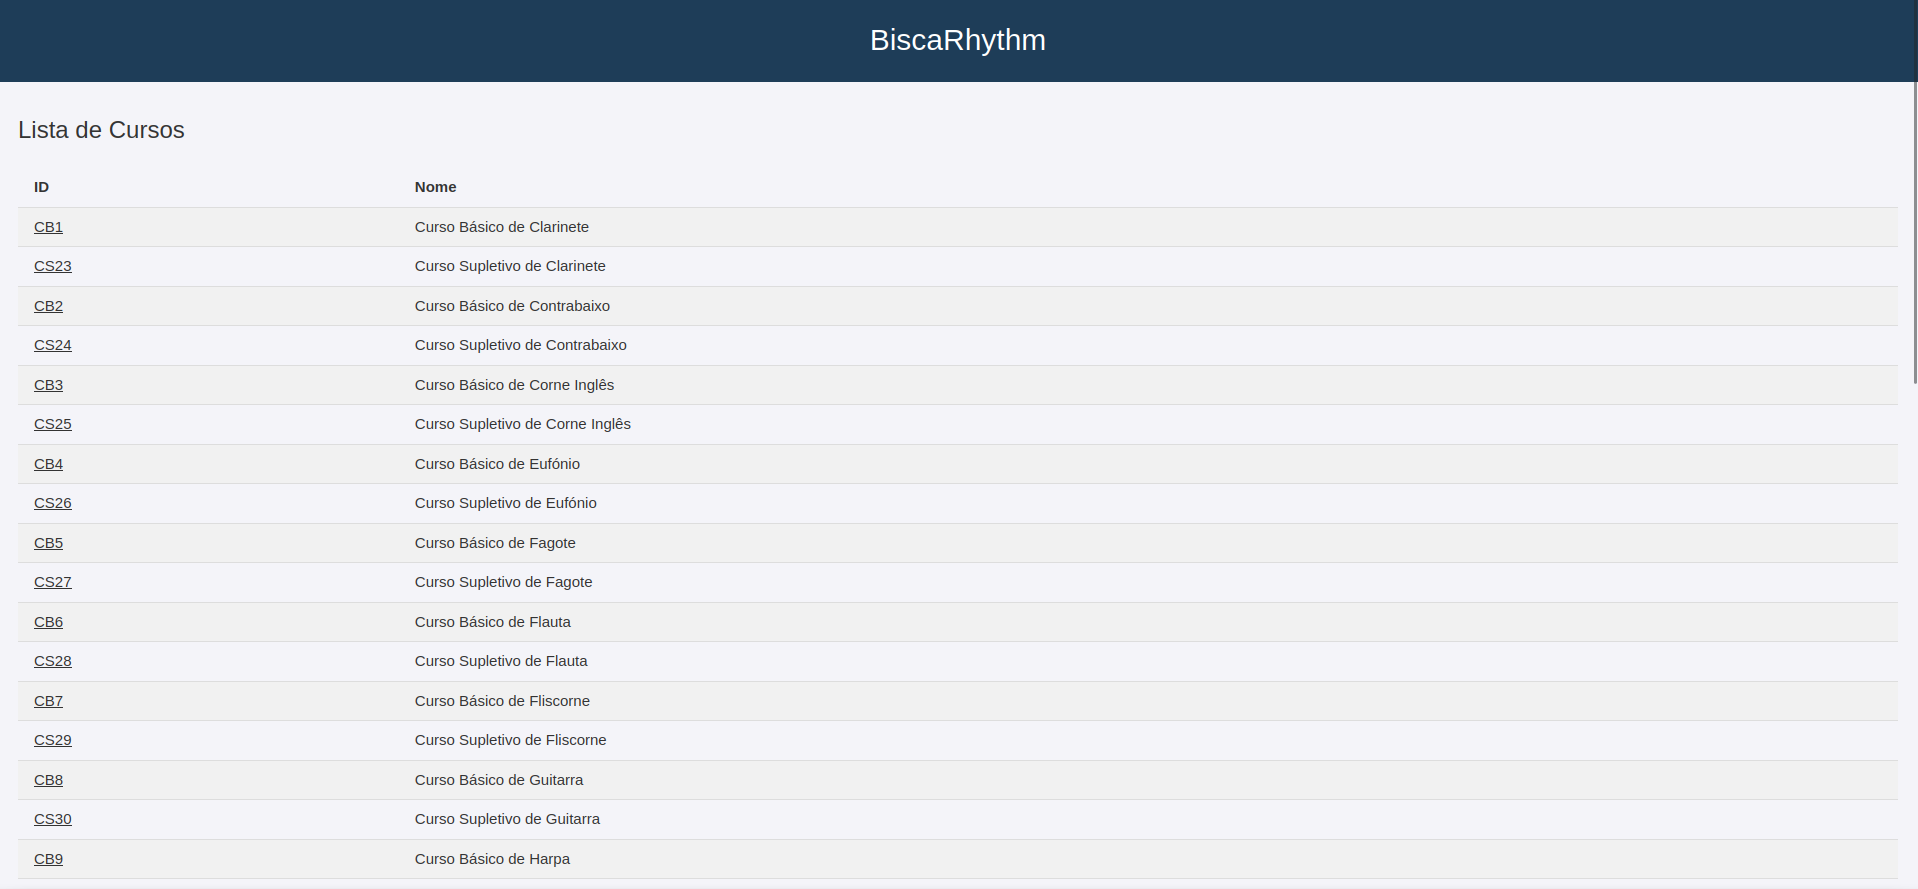 BiscaRhythm
Lista de Cursos
ID Nome
CB1 Curso Básico de Clarinete
CS23 Curso Supletivo de Clarinete
CB2 Curso Básico de Contrabaixo
CS24 Curso Supletivo de Contrabaixo
CB3 Curso Básico de Corne Inglês
CS25 Curso Supletivo de Corne Inglês
CB4 Curso Básico de Eufónio
CS26 Curso Supletivo de Eufónio
CB5 Curso Básico de Fagote
CS27 Curso Supletivo de Fagote
CB6 Curso Básico de Flauta
CS28 Curso Supletivo de Flauta
CB7 Curso Básico de Fliscorne
CS29 Curso Supletivo de Fliscorne
CB8 Curso Básico de Guitarra
CS30 Curso Supletivo de Guitarra
CB9 Curso Básico de Harpa